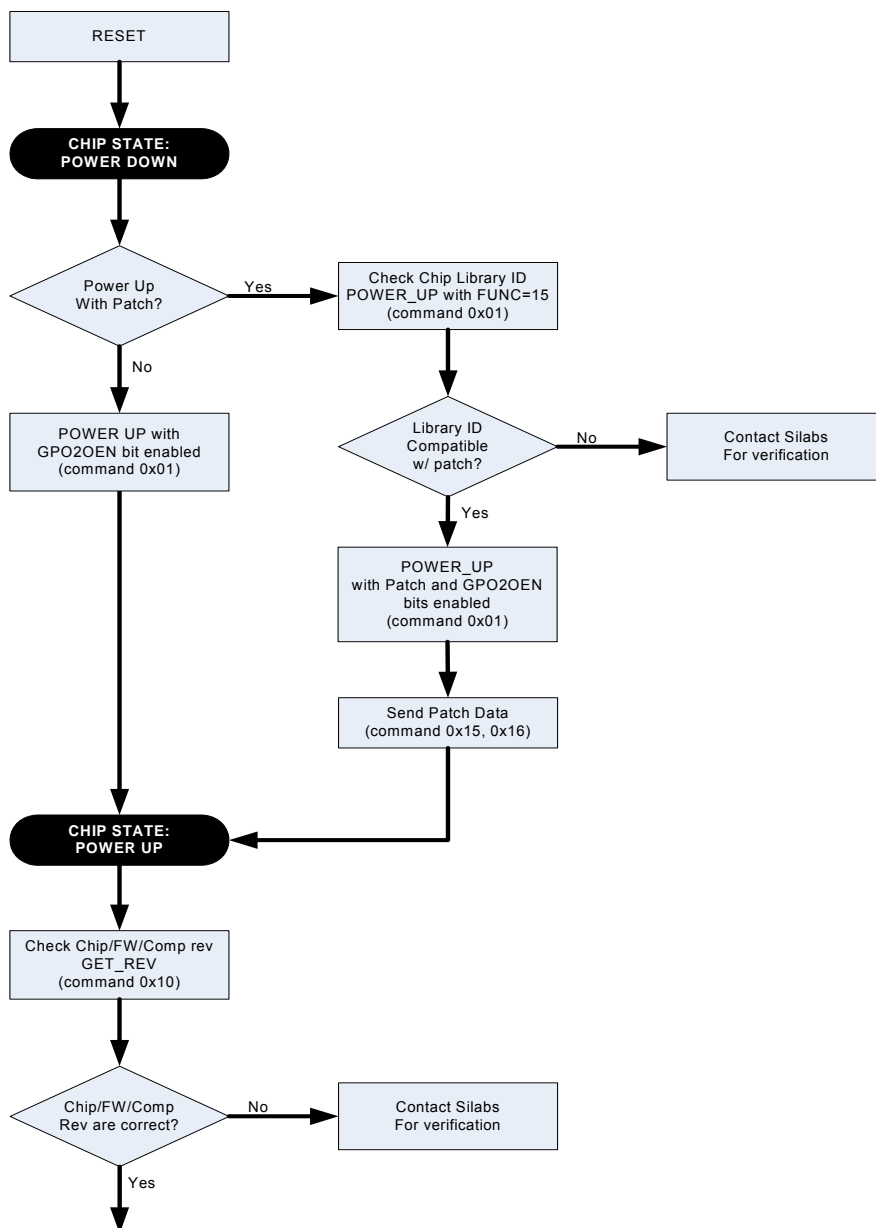 RESET
CHIP STATE:
POWER DOWN
Power Up
With Patch?
Yes
Check Chip Library ID
POWER_UP with FUNC=15
(command 0x01)
No
POWER UP with
GPO2OEN bit enabled
(command 0x01)
Library ID
Compatible
w/ patch?
No
Contact Silabs
For verification
Yes
POWER_UP
with Patch and GPO2OEN
bits enabled
(command 0x01)
Send Patch Data
(command 0x15, 0x16)
CHIP STATE:
POWER UP
Check Chip/FW/Comp rev
GET_REV
(command 0x10)
Chip/FW/Comp
Rev are correct?
No
Contact Silabs
For verification
Yes